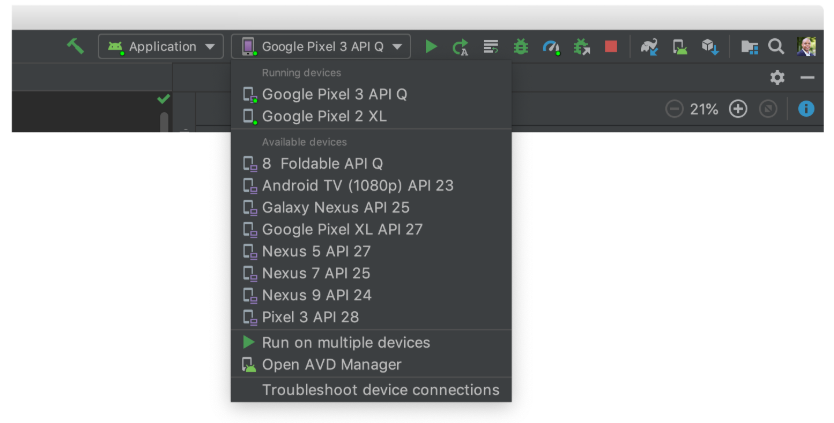 Application
Google Pixel 3 API Q
Running devices
Google Pixel 3 API Q
Google Pixel 2 XL
21%
Available devices
8  Foldable API Q
Android TV (1080p) API 23
Galaxy Nexus API 25
Google Pixel XL API 27
Nexus 5 API 27
Nexus 7 API 25
Nexus 9 API 24
Pixel 3 API 28
Run on multiple devices
Open AVD Manager
Troubleshoot device connections